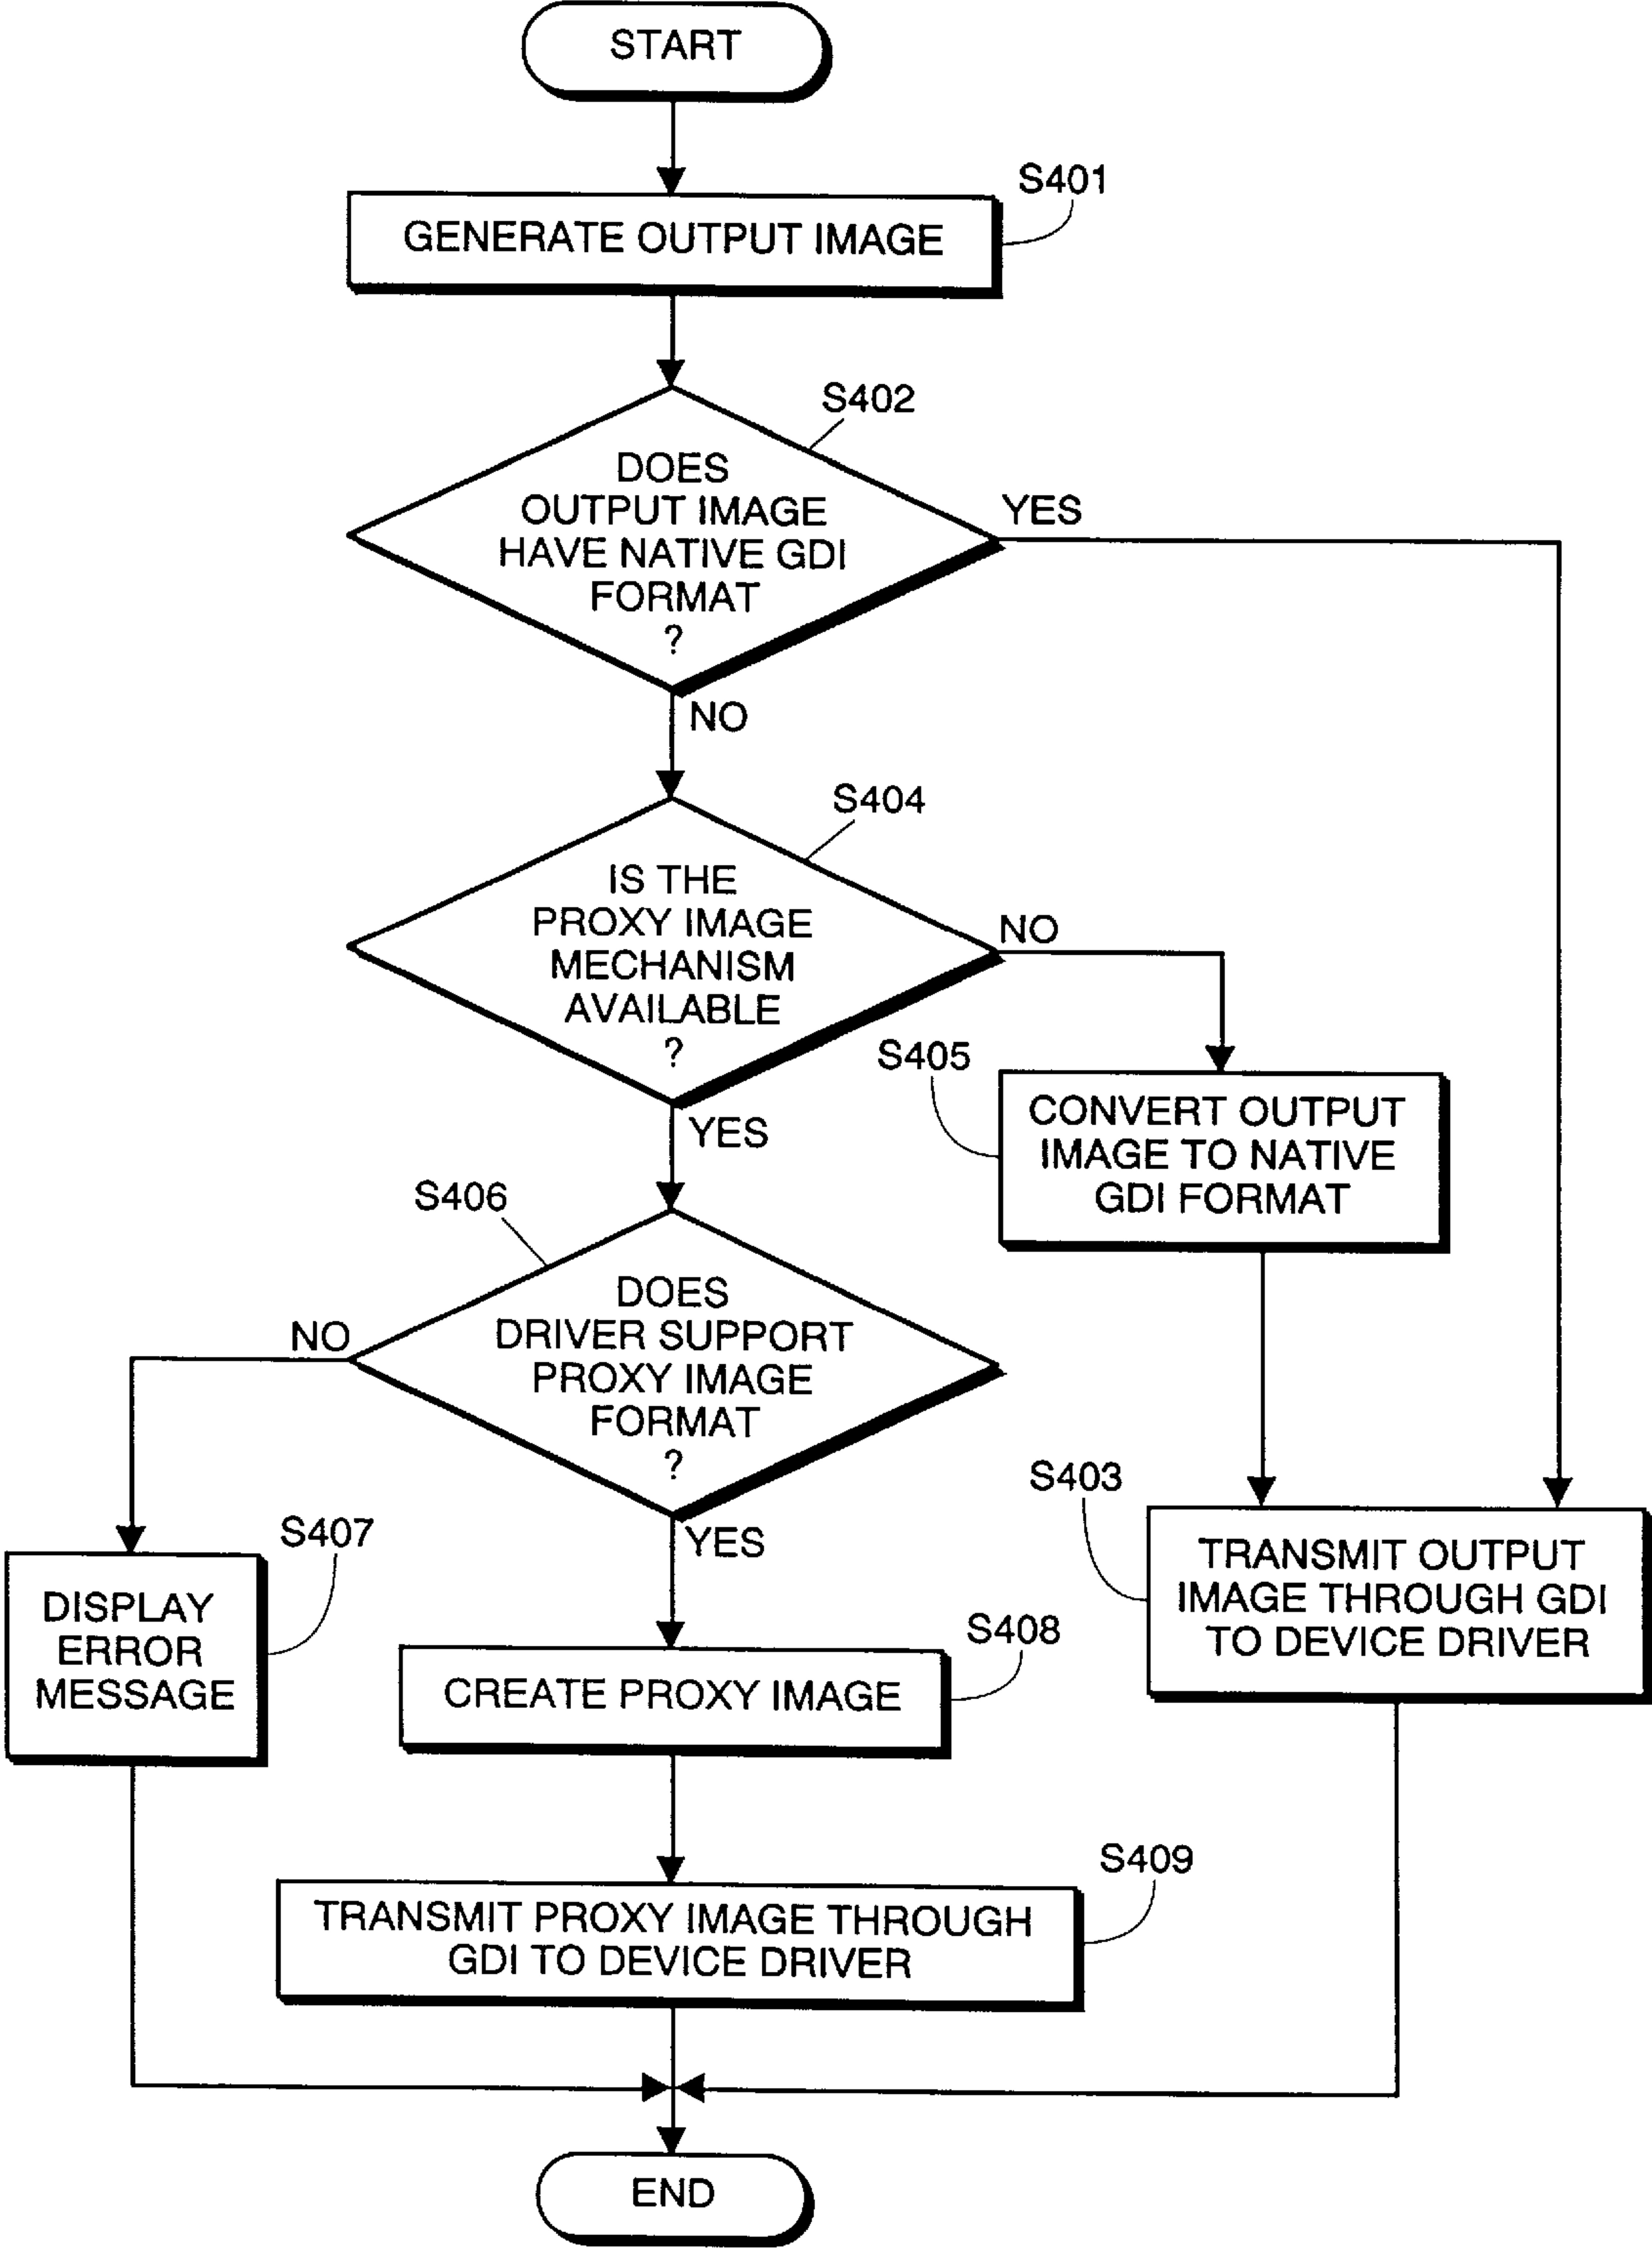 START
S401
GENERATE OUTPUT IMAGE
S402
DOES
OUTPUT IMAGE
HAVE NATIVE GDI
FORMAT
?
YES
NO
S404
IS THE
PROXY IMAGE
MECHANISM
AVAILABLE
?
NO
YES
S405
CONVERT OUTPUT
IMAGE TO NATIVE
GDI FORMAT
S406
DOES
DRIVER SUPPORT
PROXY IMAGE
FORMAT
?
NO
YES
S403
TRANSMIT OUTPUT
IMAGE THROUGH GDI
TO DEVICE DRIVER
S407
DISPLAY
ERROR
MESSAGE
S408
CREATE PROXY IMAGE
S409
TRANSMIT PROXY IMAGE THROUGH
GDI TO DEVICE DRIVER
END